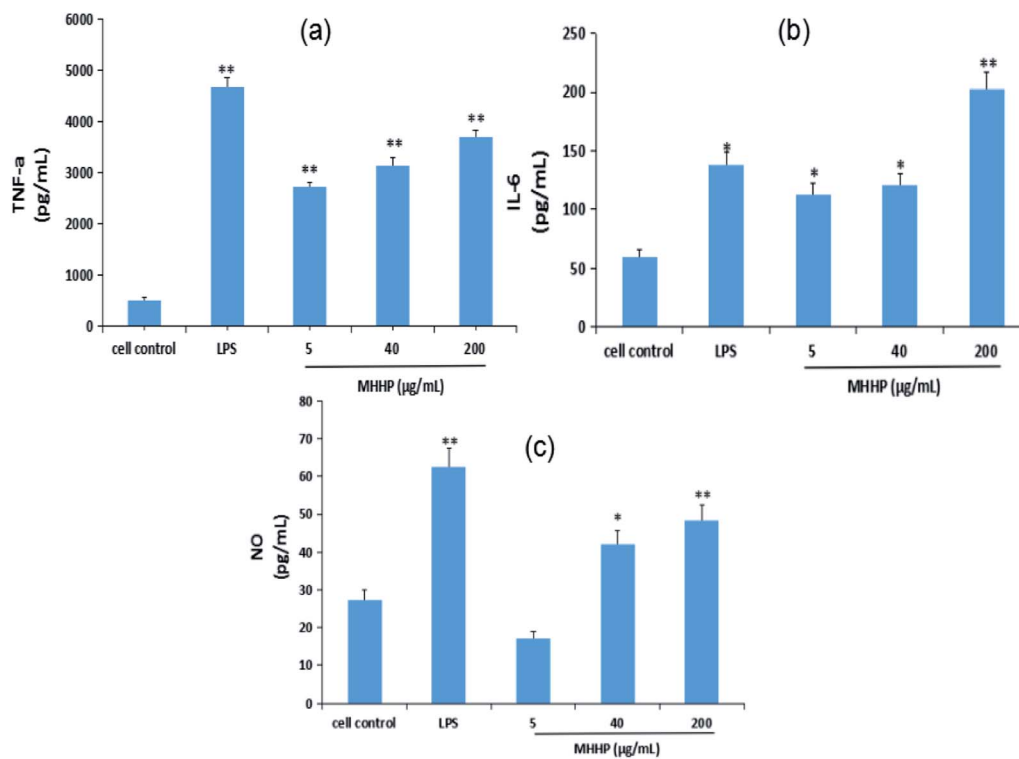 (a)
TNF-a
(pg/mL)
6000
5000
4000
3000
2000
1000
0
**
**
**
**
cell control LPS 5 40 200
MHHP (µg/mL)
(b)
IL-6
(pg/mL)
250
200
150
100
50
0
*
*
*
**
cell control LPS 5 40 200
MHHP (µg/mL)
(c)
NO
(pg/mL)
80
70
60
50
40
30
20
10
0
**
*
**
cell control LPS 5 40 200
MHHP (µg/mL)